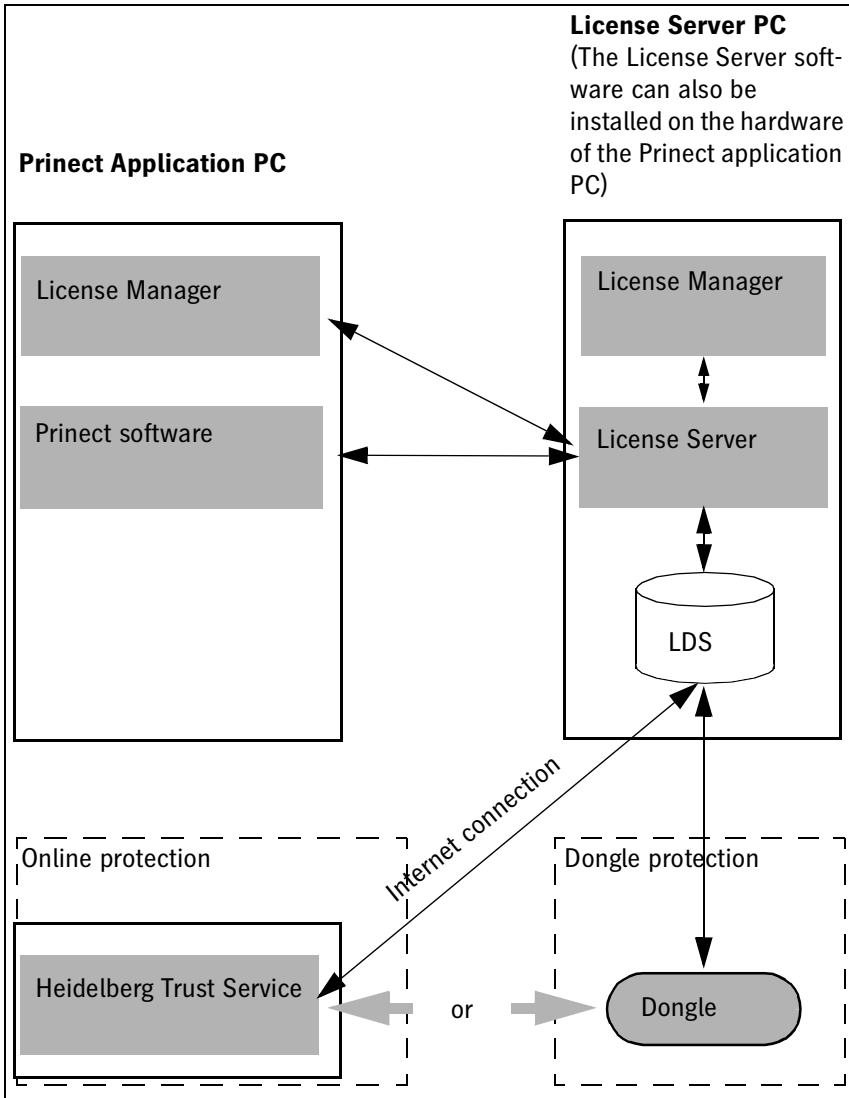 License Server PC
(The License Server soft-
ware can also be
installed on the hardware
of the Prinect application
PC)
Prinect Application PC
License Manager
License Manager
Prinect software
License Server
LDS
Internet connection
Online protection
Dongle protection
Heidelberg Trust Service
or
Dongle